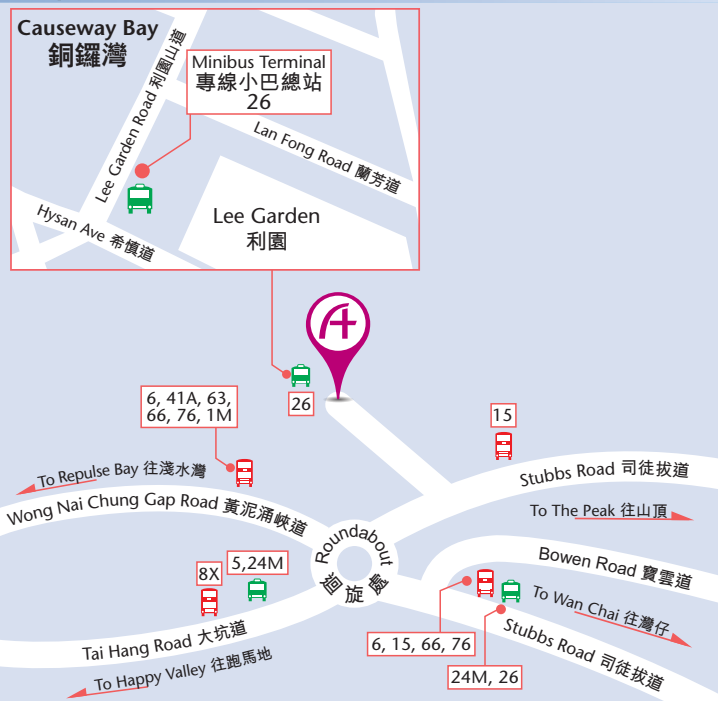 Causeway Bay
銅鑼灣
Minibus Terminal
專線小巴總站
26
Lee Garden Road 利園山道
Lan Fong Road 蘭芳道
Hysan Ave 希慎道
Lee Garden
利園
A+
26
6, 41A, 63,
66, 76, 1M
15
To Repulse Bay 往淺水灣
Stubbs Road 司徒拔道
Wong Nai Chung Gap Road 黃泥涌峽道
To The Peak 往山頂
Roundabout
迴旋處
Bowen Road 寶雲道
8X
5,24M
To Wan Chai 往灣仔
Tai Hang Road 大坑道
6, 15, 66, 76
Stubbs Road 司徒拔道
To Happy Valley 往跑馬地
24M, 26